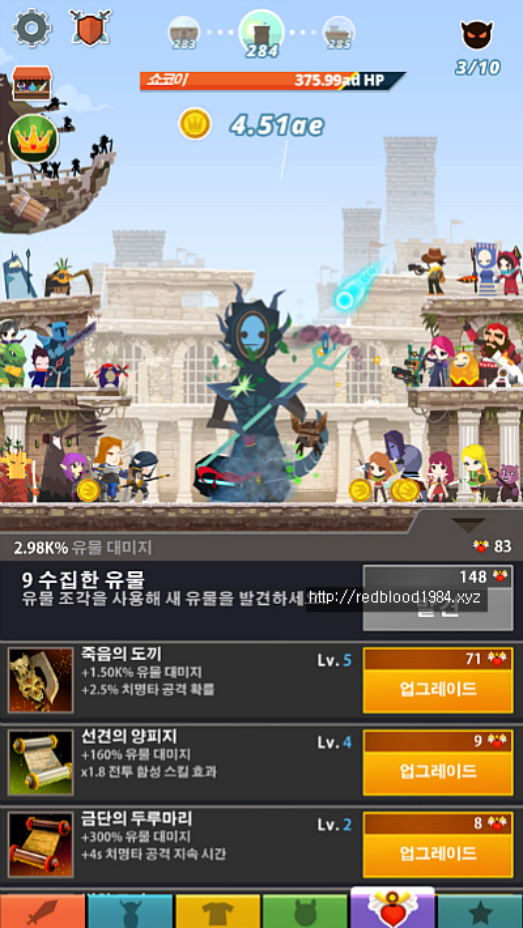 283
284
285
3/10
쇼코이
375.99ad HP
4.51ae
2.98K% 유물 대미지
83
9 수집한 유물
148
유물 조각을 사용해 새 유물을 발견하세
http://redblood1984.xyz
발견
죽음의 도끼
Lv. 5
71
+1.50K% 유물 대미지
+2.5% 치명타 공격 확률
업그레이드
선견의 양피지
Lv. 4
9
+160% 유물 대미지
x1.8 전투 함성 스킬 효과
업그레이드
금단의 두루마리
Lv. 2
8
+300% 유물 대미지
+4s 치명타 공격 지속 시간
업그레이드